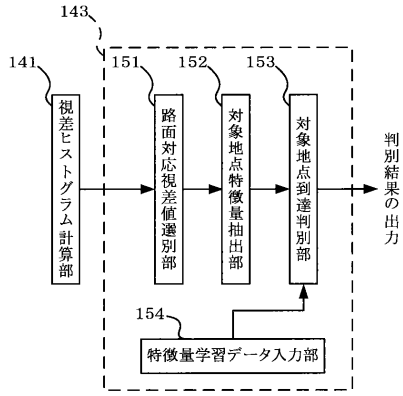 143
141
151
152
153
視差ヒストグラム計算部
路面対応視差値選別部
対象地点特徴量抽出部
対象地点到達判別部
判別結果の出力
154
特徴量学習データ入力部